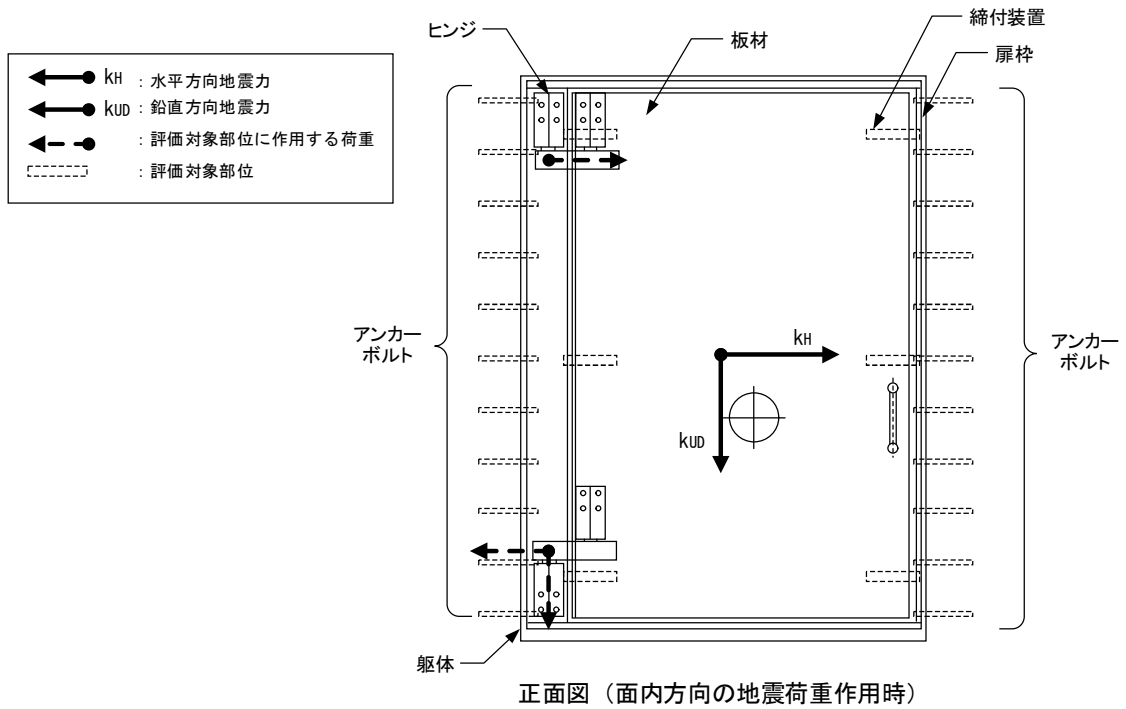 ヒンジ
板材
締付装置
扉枠
kH ：水平方向地震力
kUD ：鉛直方向地震力
：評価対象部位に作用する荷重
：評価対象部位
アンカー
ボルト
kH
kUD
アンカー
ボルト
躯体
正面図（面内方向の地震荷重作用時）